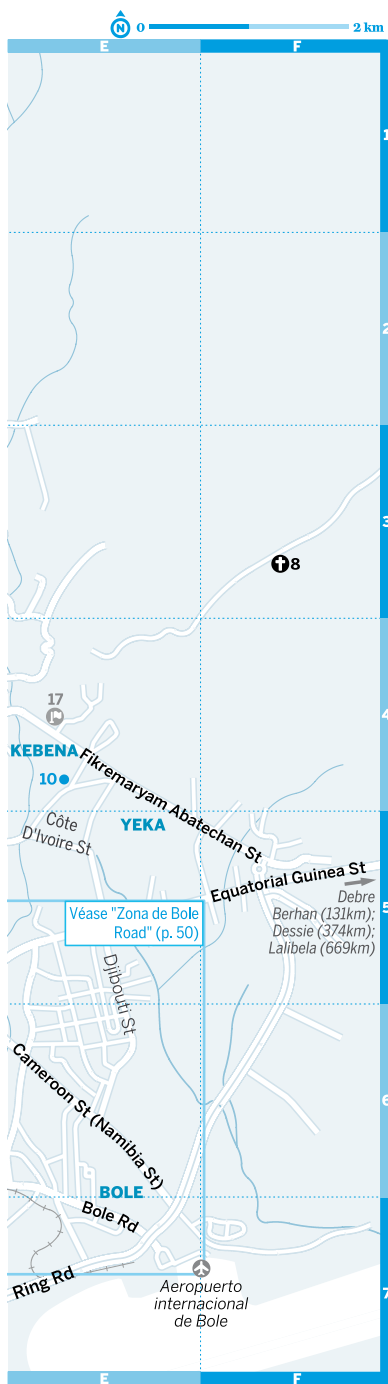 N 0 2 km
E F
1
2
3
8
17
4
KEBENA
Fikremaryam Abatechan St
10
Côte
D'Ivoire St
YEKA
Equatorial Guinea St
Debre
Berhan (131km);
Dessie (374km);
Lalibela (669km)
5
Véase "Zona de Bole
Road" (p. 50)
Djibouti St
Cameroon St (Namibia St)
6
BOLE
Bole Rd
Ring Rd
Aeropuerto
internacional
de Bole
7
E F